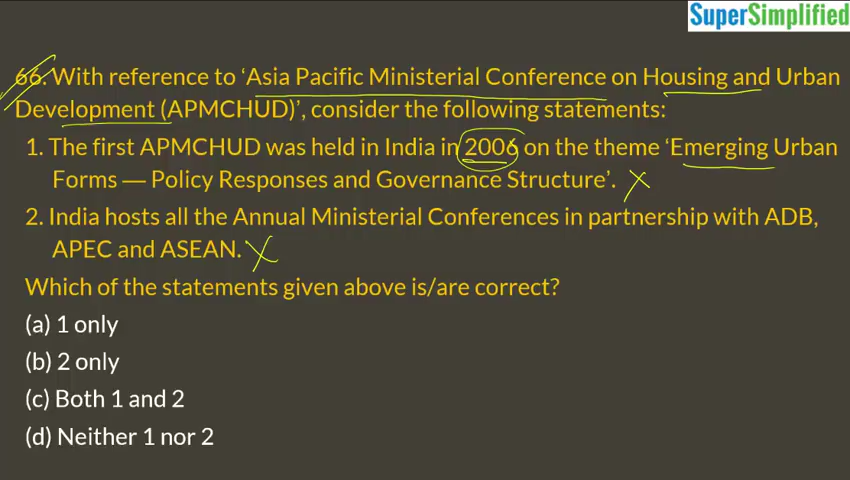 SuperSimplified
66. With reference to ‘Asia Pacific Ministerial Conference on Housing and Urban
Development (APMCHUD)’, consider the following statements:
1. The first APMCHUD was held in India in 2006 on the theme ‘Emerging Urban
Forms — Policy Responses and Governance Structure’.
2. India hosts all the Annual Ministerial Conferences in partnership with ADB,
APEC and ASEAN.
Which of the statements given above is/are correct?
(a) 1 only
(b) 2 only
(c) Both 1 and 2
(d) Neither 1 nor 2